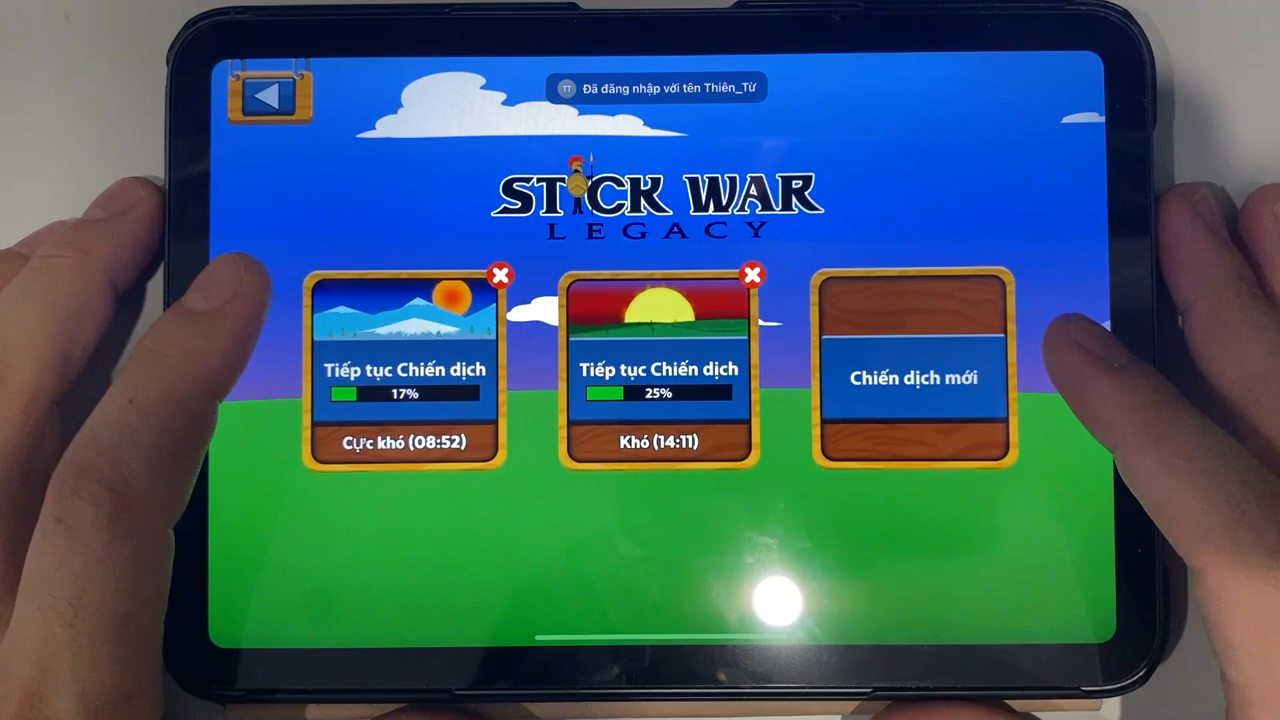 TT Đã đăng nhập với tên Thiên_Từ
STICK WAR
LEGACY
Tiếp tục Chiến dịch
17%
Cực khó (08:52)
Tiếp tục Chiến dịch
25%
Khó (14:11)
Chiến dịch mới